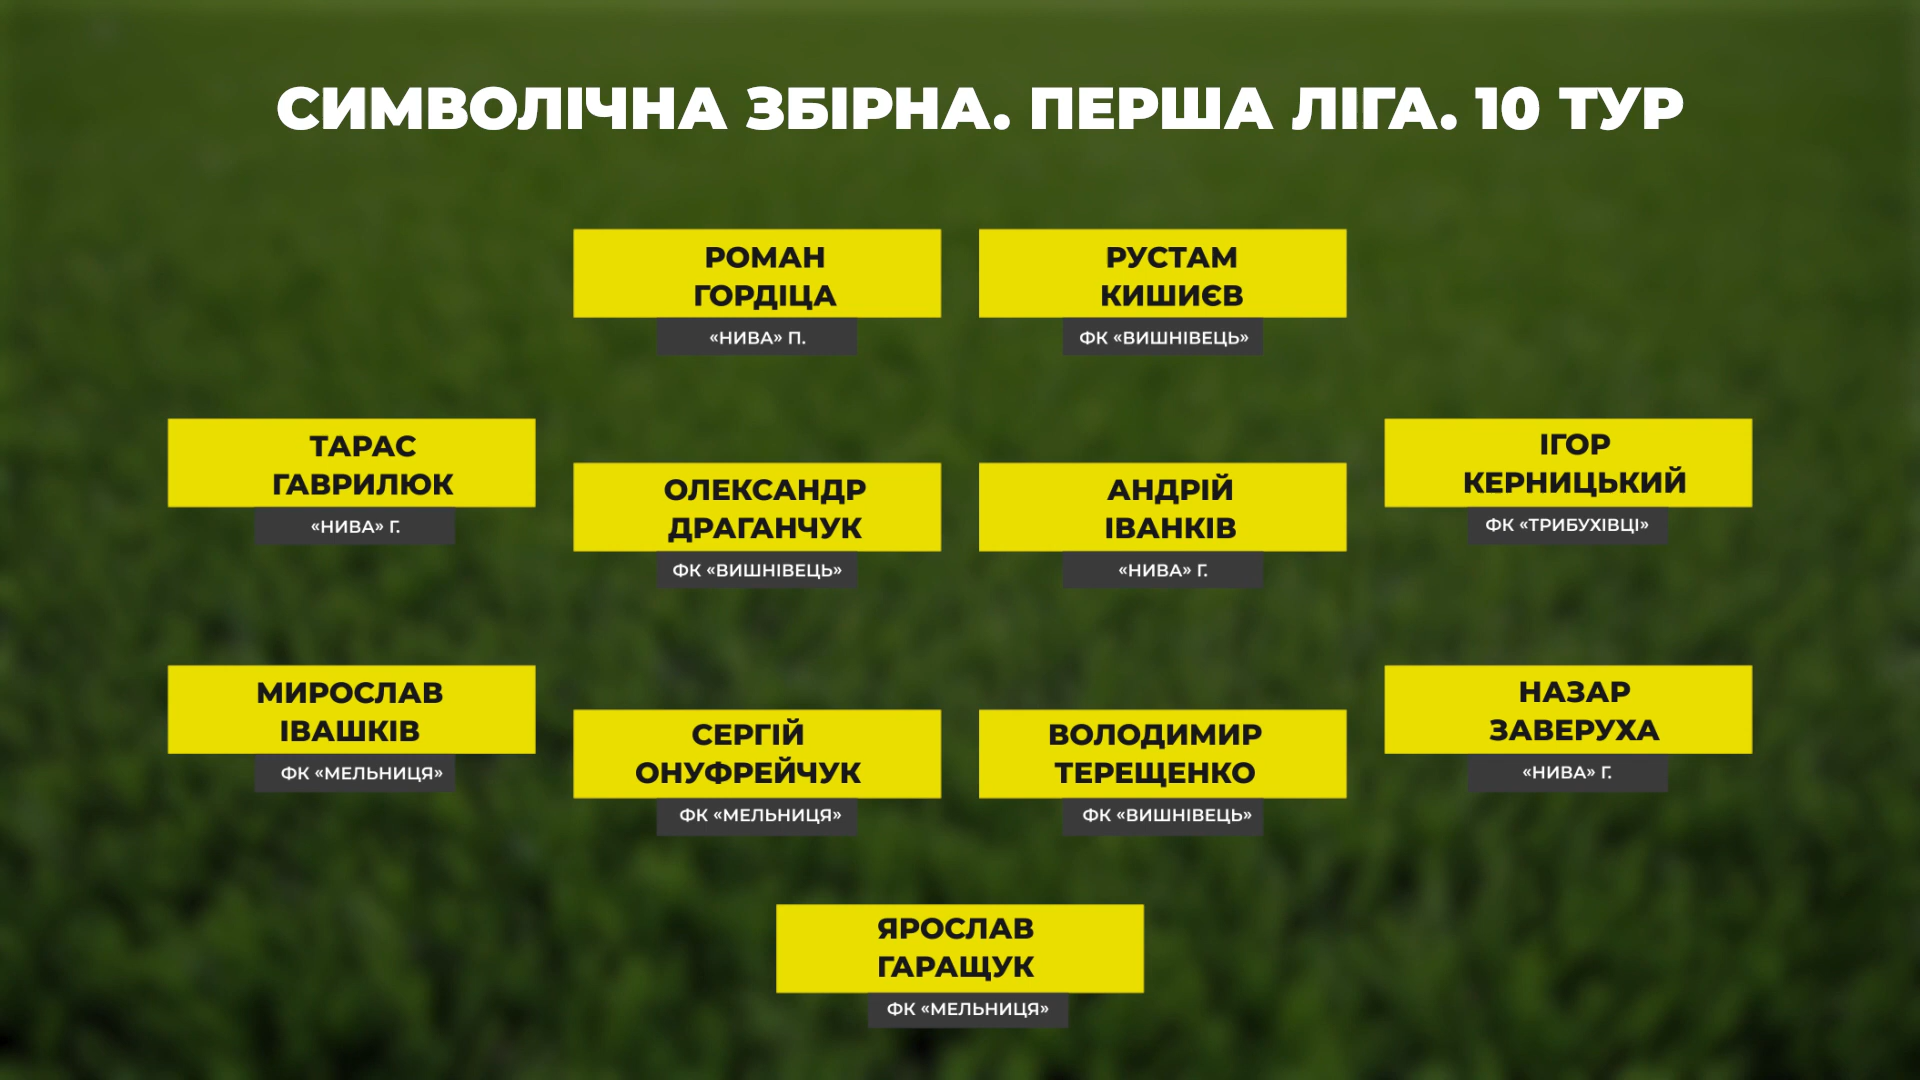 СИМВОЛІЧНА ЗБІРНА. ПЕРША ЛІГА. 10 ТУР
РОМАН
ГОРДІЦА
«НИВА» П.
РУСТАМ
КИШИЄВ
ФК «ВИШНІВЕЦЬ»
ТАРАС
ГАВРИЛЮК
«НИВА» Г.
ОЛЕКСАНДР
ДРАГАНЧУК
ФК «ВИШНІВЕЦЬ»
АНДРІЙ
ІВАНКІВ
«НИВА» Г.
ІГОР
КЕРНИЦЬКИЙ
ФК «ТРИБУХІВЦІ»
МИРОСЛАВ
ІВАШКІВ
ФК «МЕЛЬНИЦЯ»
СЕРГІЙ
ОНУФРЕЙЧУК
ФК «МЕЛЬНИЦЯ»
ВОЛОДИМИР
ТЕРЕЩЕНКО
ФК «ВИШНІВЕЦЬ»
НАЗАР
ЗАВЕРУХА
«НИВА» Г.
ЯРОСЛАВ
ГАРАЩУК
ФК «МЕЛЬНИЦЯ»